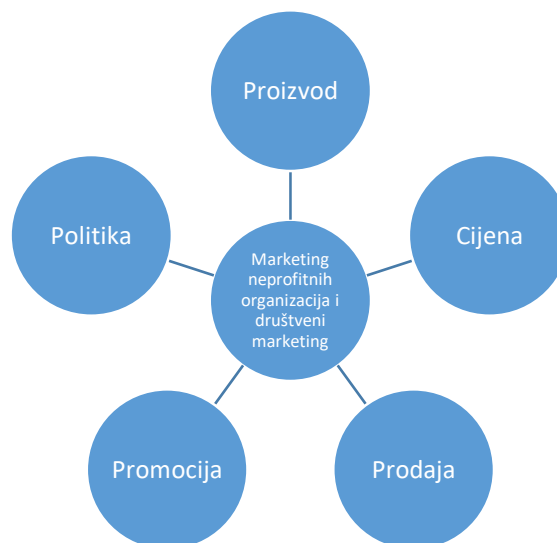 Proizvod
Politika
Cijena
Marketing
neprofitnih
organizacija i
društveni
marketing
Promocija
Prodaja